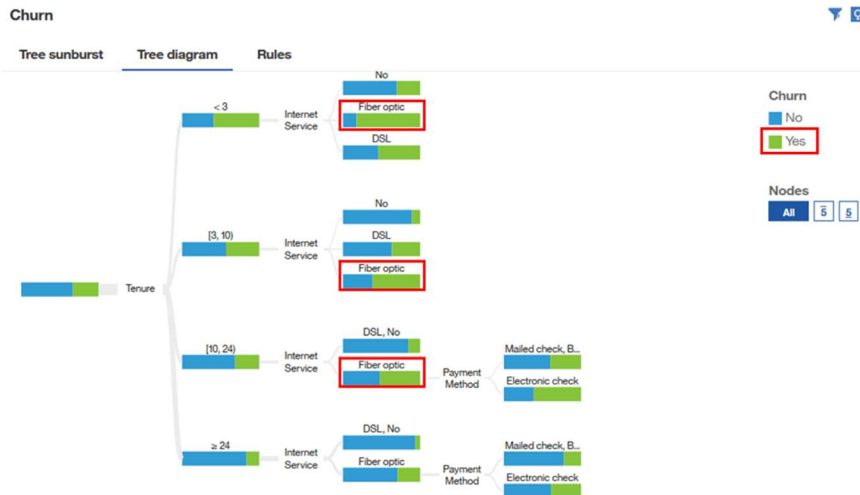 Churn
Tree sunburst Tree diagram Rules
No
< 3
Internet Service
Fiber optic
DSL
No
[3, 10)
Internet Service
DSL
Fiber optic
Tenure
DSL, No
[10, 24)
Internet Service
Fiber optic
Payment Method
Mailed check, B...
Electronic check
DSL, No
≥ 24
Internet Service
Fiber optic
Payment Method
Mailed check, B...
Electronic check
Churn
No
Yes
Nodes
All 5 5